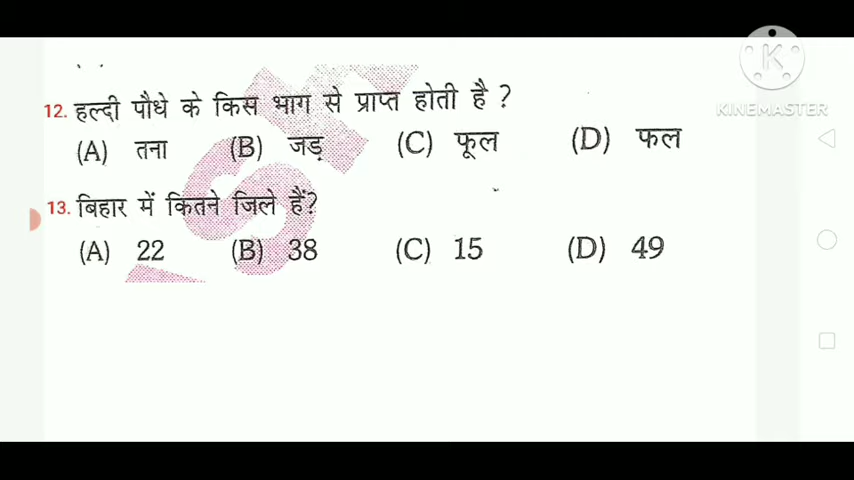 12. हल्दी पौधे के किस भाग से प्राप्त होती है ?
(A) तना (B) जड़ (C) फूल (D) फल
13. बिहार में कितने जिले हैं?
(A) 22 (B) 38 (C) 15 (D) 49
K
KINEMASTER